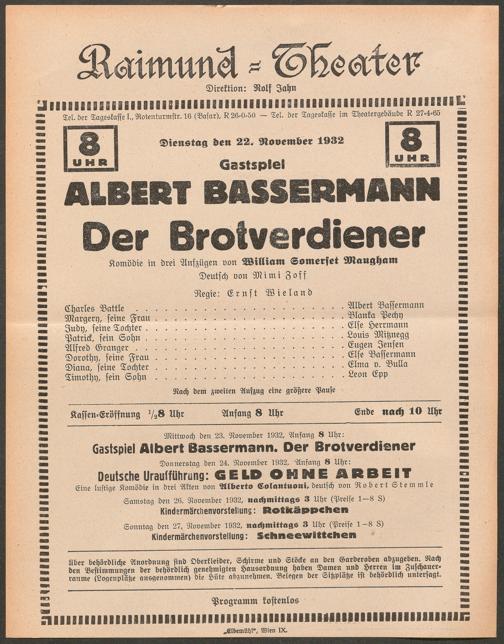 Raimund-Theater
Direktion: Rolf Jahn
Tel. der Tageskasse I., Rotenturmstr. 16 (Basar), R 26-0-50 — Tel. der Tageskasse im Theatergebäude R 27-4-65
8 UHR
Dienstag den 22. November 1932
8 UHR
Gastspiel
ALBERT BASSERMANN
Der Brotverdiener
Komödie in drei Aufzügen von William Somerset Maugham
Deutsch von Mimi Zoff
Regie: Ernst Wieland
Charles Battle . . . Albert Bassermann
Margery, seine Frau . . . Blanka Pechy
Judy, seine Tochter . . . Else Herrmann
Patrick, sein Sohn . . . Louis Mitznegg
Alfred Granger . . . Eugen Jensen
Dorothy, seine Frau . . . Else Bassermann
Diana, seine Tochter . . . Elma v. Bulla
Timothy, sein Sohn . . . Leon Epp
Nach dem zweiten Aufzug eine größere Pause
Kassen-Eröffnung ½8 Uhr Anfang 8 Uhr Ende nach 10 Uhr
Mittwoch den 23. November 1932, Anfang 8 Uhr:
Gastspiel Albert Bassermann. Der Brotverdiener
Donnerstag den 24. November 1932, Anfang 8 Uhr:
Deutsche Uraufführung: GELD OHNE ARBEIT
Eine lustige Komödie in drei Akten von Alberto Colantuoni, deutsch von Robert Stemmle
Samstag den 26. November 1932, nachmittags 3 Uhr (Preise 1–8 S)
Kindermärchenvorstellung: Rotkäppchen
Sonntag den 27. November 1932, nachmittags 3 Uhr (Preise 1–8 S)
Kindermärchenvorstellung: Schneewittchen
Über behördliche Anordnung sind Oberkleider, Schirme und Stöcke an den Garderoben abzugeben. Nach
den Bestimmungen der behördlich genehmigten Hausordnung haben Damen und Herren im Zuschauer-
raume (Logenplätze ausgenommen) die Hüte abzunehmen. Belegen der Sitzplätze ist behördlich untersagt.
Programm kostenlos
„Elbemühl", Wien IX.